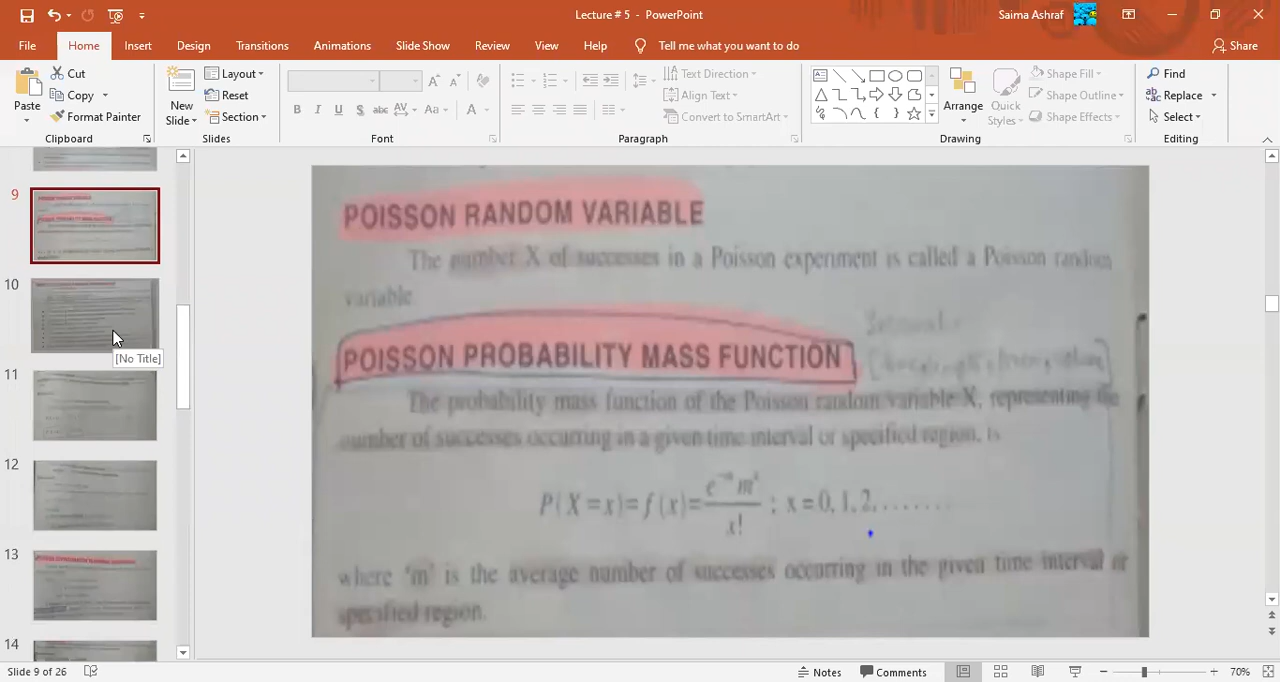 Lecture # 5 - PowerPoint
Saima Ashraf
File Home Insert Design Transitions Animations Slide Show Review View Help Tell me what you want to do Share
Cut
Copy
Format Painter
Paste
Clipboard
New Slide
Layout
Reset
Section
Slides
B I U S abc AV Aa A
Font
Text Direction
Align Text
Convert to SmartArt
Paragraph
Arrange
Quick Styles
Shape Fill
Shape Outline
Shape Effects
Drawing
Find
Replace
Select
Editing
9
10
[No Title]
11
12
13
14
POISSON RANDOM VARIABLE
The number X of successes in a Poisson experiment is called a Poisson random
variable.
POISSON PROBABILITY MASS FUNCTION
The probability mass function of the Poisson random variable X, representing the
number of successes occurring in a given time interval or specified region, is
P(X=x)=f(x)=e⁻ᵐmˣ/x! ; x=0, 1, 2, ........
where 'm' is the average number of successes occurring in the given time interval or
specified region.
Slide 9 of 26
Notes
Comments
70%